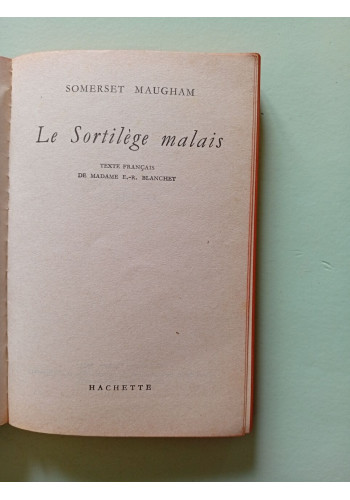 SOMERSET MAUGHAM
Le Sortilège malais
TEXTE FRANÇAIS
DE MADAME E.-R. BLANCHET
HACHETTE